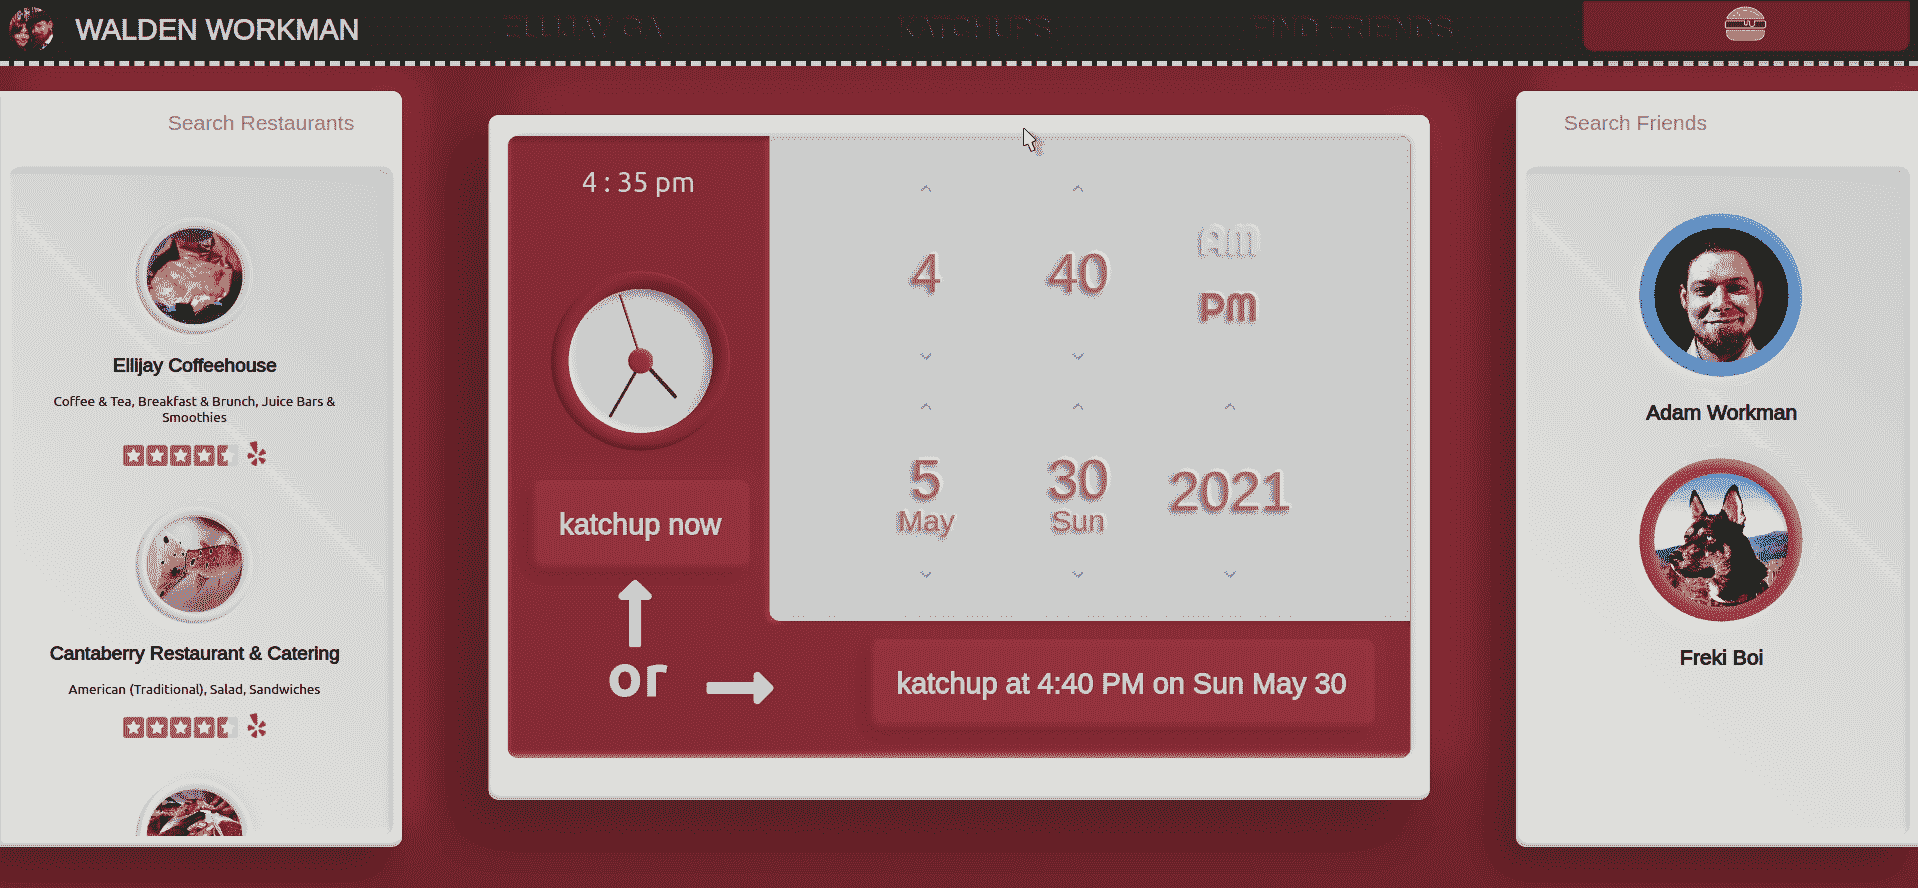 WALDEN WORKMAN
ELLIJAY GA
KATCHUPS
FIND FRIENDS
Search Restaurants
Ellijay Coffeehouse
Coffee & Tea, Breakfast & Brunch, Juice Bars &
Smoothies
Cantaberry Restaurant & Catering
American (Traditional), Salad, Sandwiches
4 : 35 pm
katchup now
or
4 40
AM
PM
5 30 2021
May Sun
katchup at 4:40 PM on Sun May 30
Search Friends
Adam Workman
Freki Boi